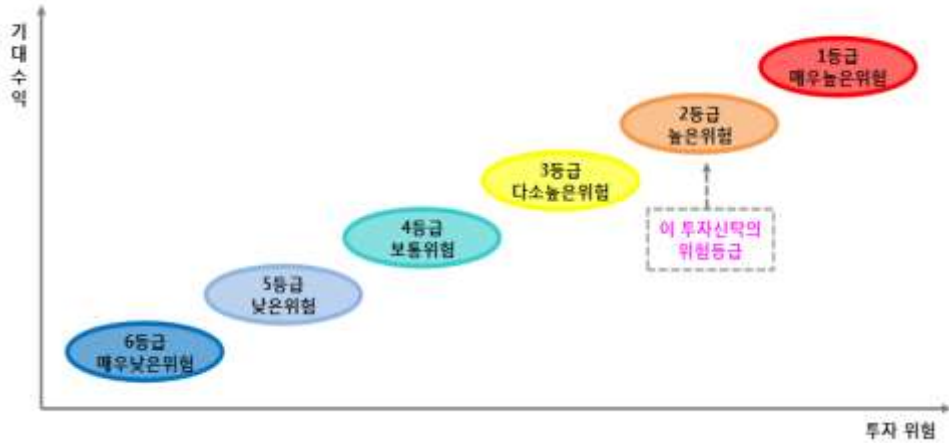 기대수익
1등급
매우높은위험
2등급
높은위험
3등급
다소높은위험
이 투자신탁의
위험등급
4등급
보통위험
5등급
낮은위험
6등급
매우낮은위험
투자 위험